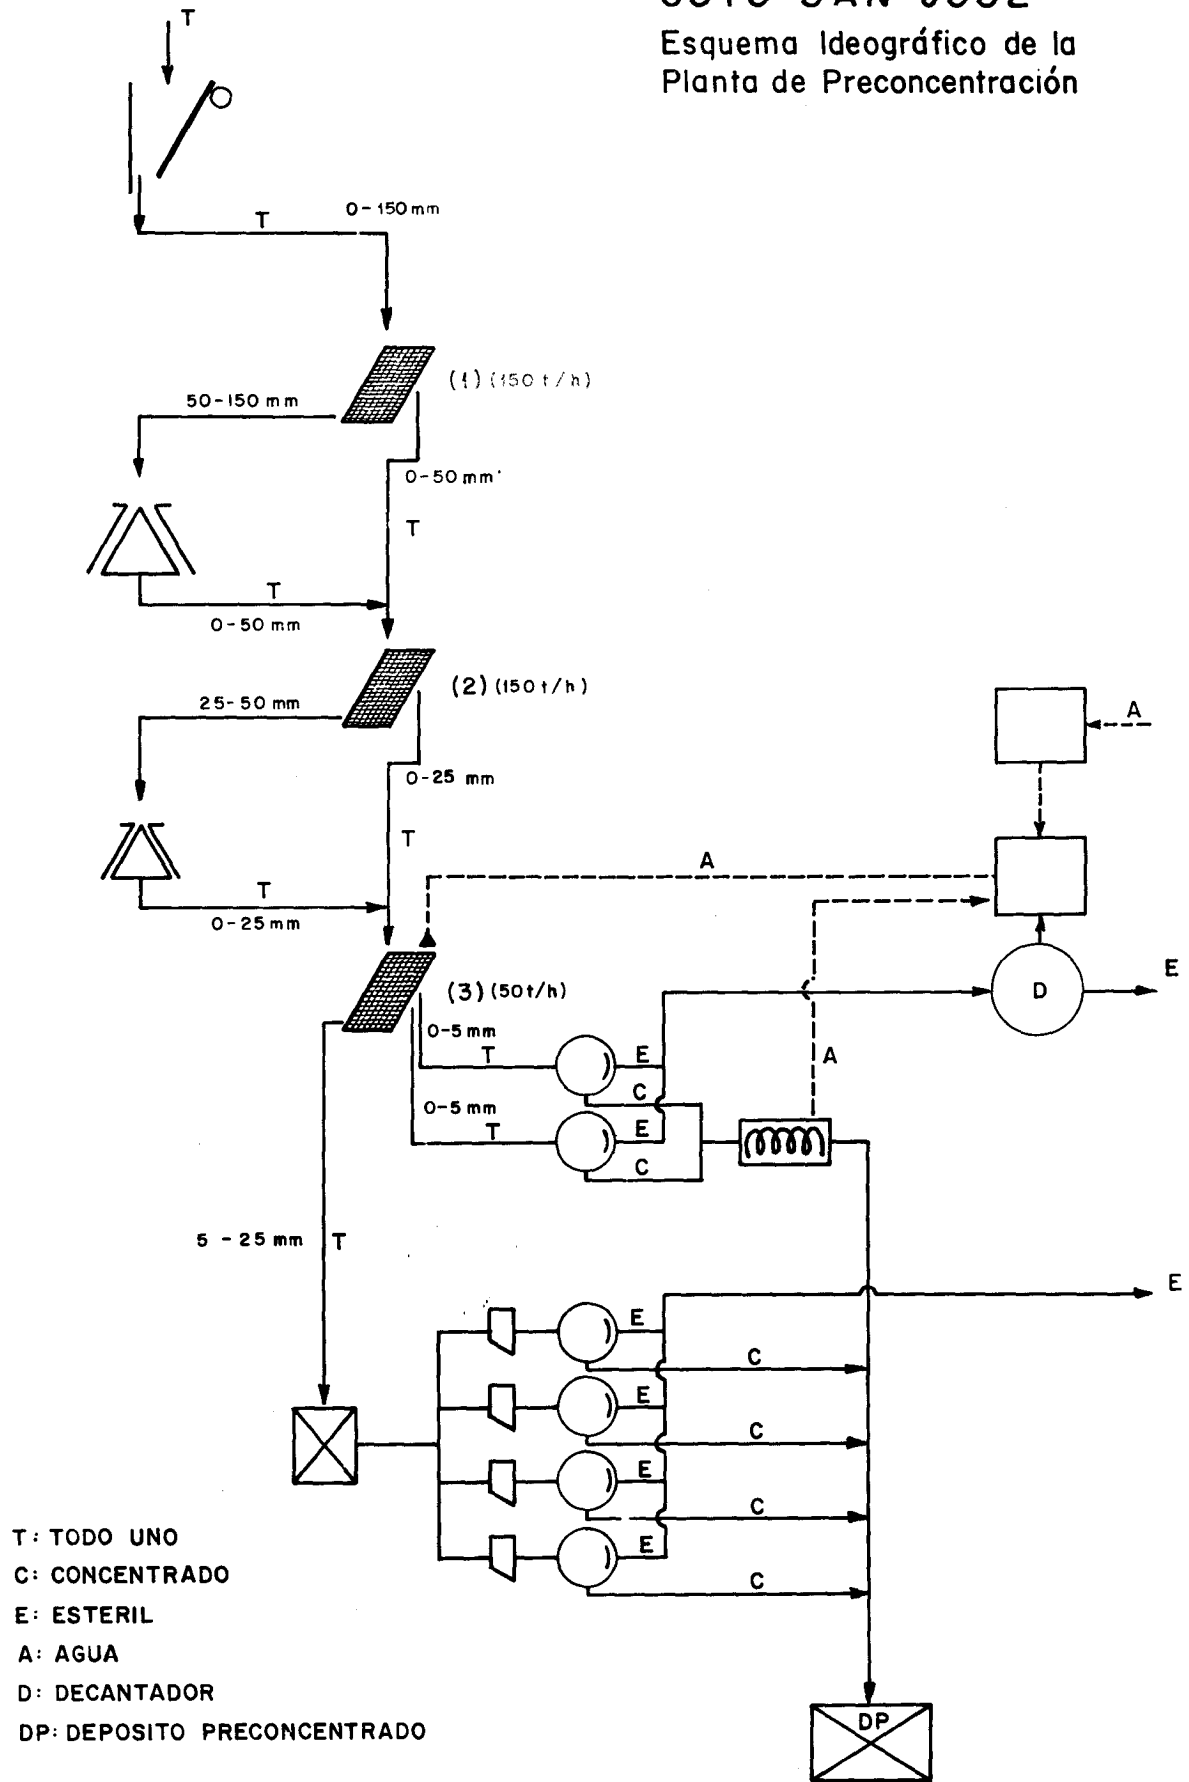 Esquema Ideográfico de la
Planta de Preconcentración
T
T
0-150 mm
(1) (150 t/h)
50-150 mm
0-50 mm
T
T
0-50 mm
(2) (150 t/h)
25-50 mm
A
0-25 mm
T
A
T
0-25 mm
E
(3) (50 t/h)
D
0-5 mm
T
E
A
C
0-5 mm
T
E
C
5 - 25 mm
T
E
E
C
E
C
E
C
E
C
T: TODO UNO
C: CONCENTRADO
E: ESTERIL
A: AGUA
D: DECANTADOR
DP: DEPOSITO PRECONCENTRADO
DP